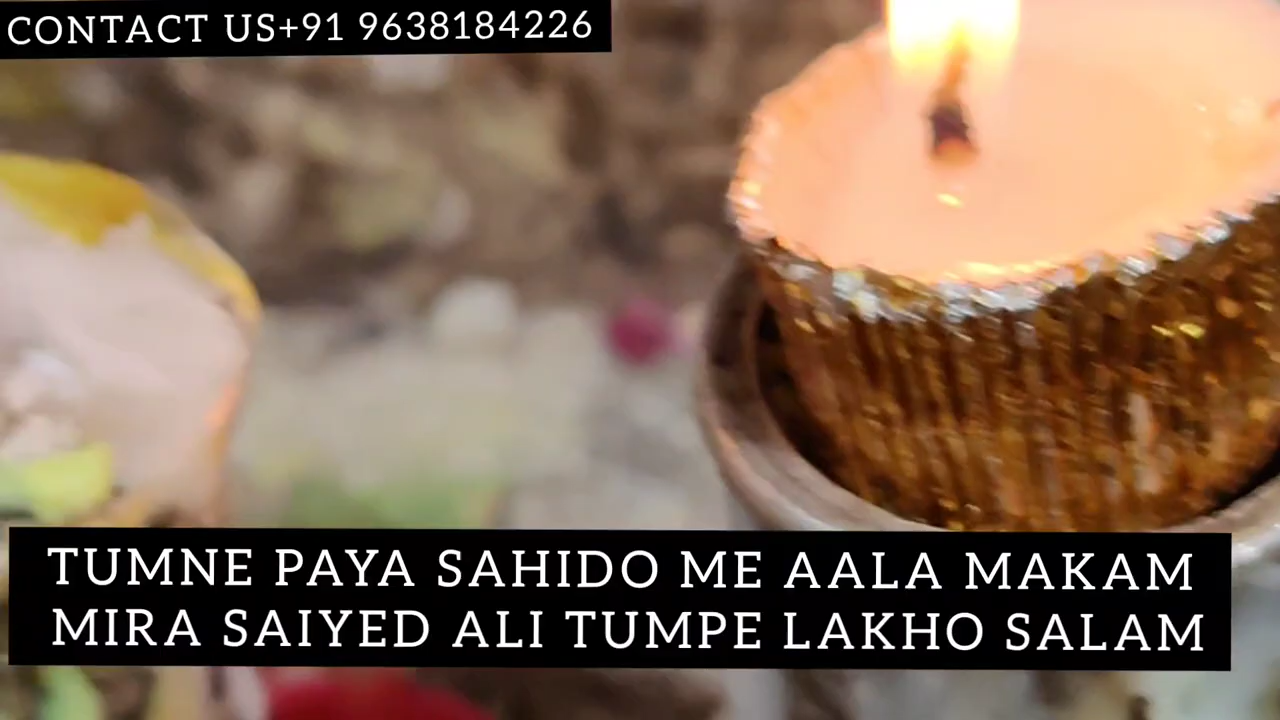 CONTACT US+91 9638184226
TUMNE PAYA SAHIDO ME AALA MAKAM
MIRA SAIYED ALI TUMPE LAKHO SALAM